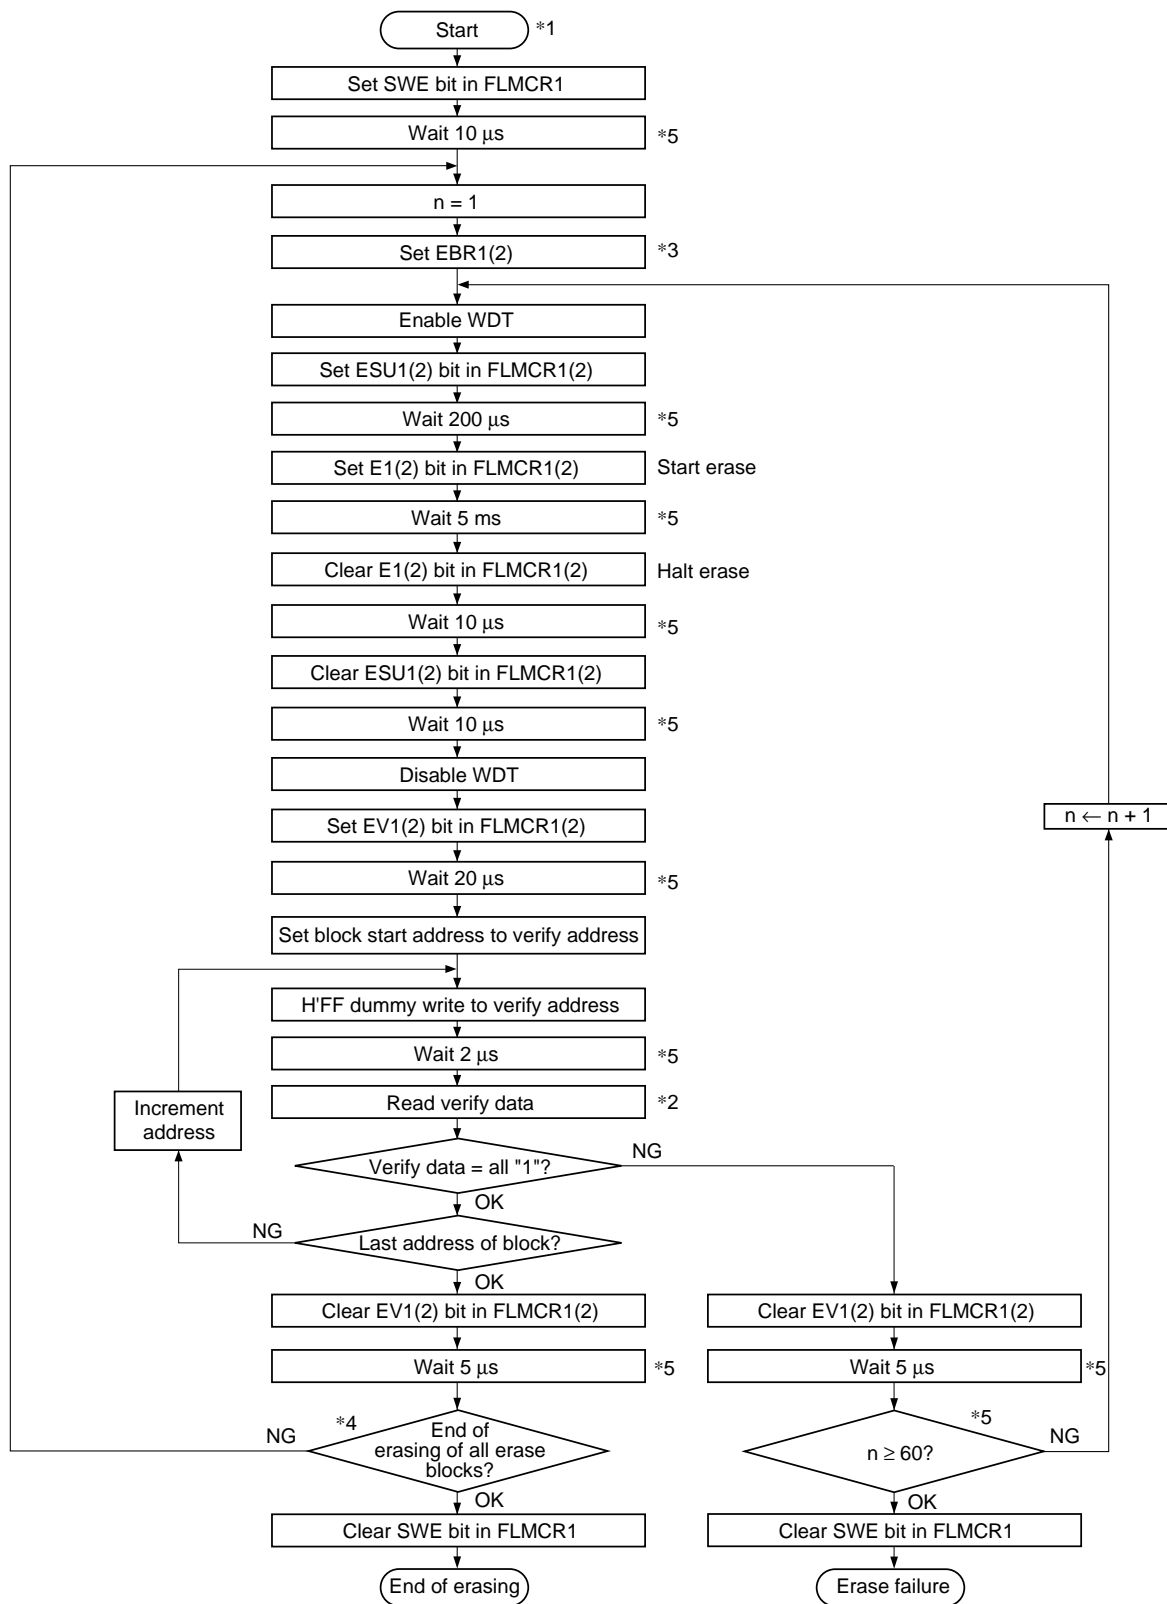 Start *1
Set SWE bit in FLMCR1
Wait 10 μs *5
n = 1
Set EBR1(2) *3
Enable WDT
Set ESU1(2) bit in FLMCR1(2)
Wait 200 μs *5
Set E1(2) bit in FLMCR1(2) Start erase
Wait 5 ms *5
Clear E1(2) bit in FLMCR1(2) Halt erase
Wait 10 μs *5
Clear ESU1(2) bit in FLMCR1(2)
Wait 10 μs *5
Disable WDT
Set EV1(2) bit in FLMCR1(2)
n ← n + 1
Wait 20 μs *5
Set block start address to verify address
H'FF dummy write to verify address
Wait 2 μs *5
Read verify data *2
Increment
address
Verify data = all "1"? NG
OK
NG Last address of block?
OK
Clear EV1(2) bit in FLMCR1(2) Clear EV1(2) bit in FLMCR1(2)
Wait 5 μs *5 Wait 5 μs *5
*4 *5
NG End of
erasing of all erase
blocks?
n ≥ 60? NG
OK OK
Clear SWE bit in FLMCR1 Clear SWE bit in FLMCR1
End of erasing Erase failure